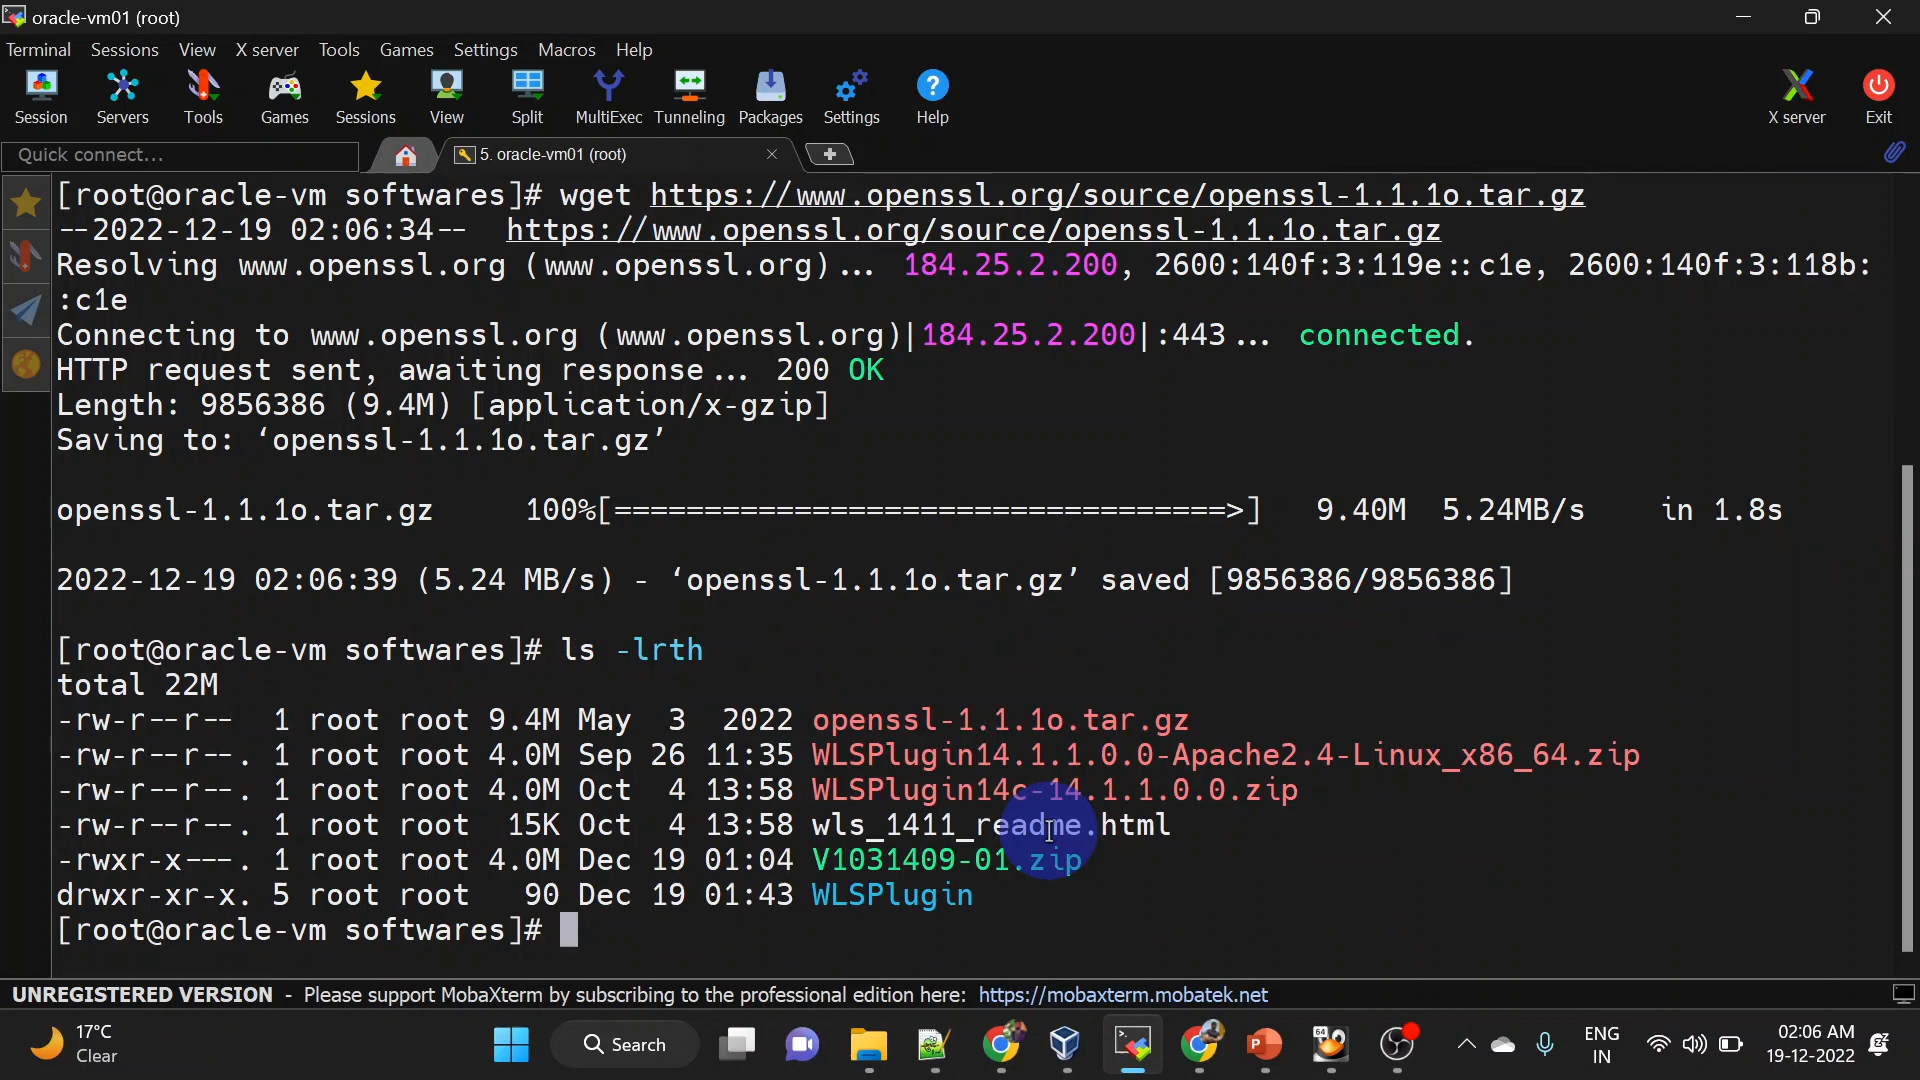 oracle-vm01 (root)
Terminal Sessions View X server Tools Games Settings Macros Help
Session Servers Tools Games Sessions View Split MultiExec Tunneling Packages Settings Help X server Exit
Quick connect... 5. oracle-vm01 (root)
[root@oracle-vm softwares]# wget https://www.openssl.org/source/openssl-1.1.1o.tar.gz
--2022-12-19 02:06:34-- https://www.openssl.org/source/openssl-1.1.1o.tar.gz
Resolving www.openssl.org (www.openssl.org)... 184.25.2.200, 2600:140f:3:119e::c1e, 2600:140f:3:118b:
:c1e
Connecting to www.openssl.org (www.openssl.org)|184.25.2.200|:443... connected.
HTTP request sent, awaiting response... 200 OK
Length: 9856386 (9.4M) [application/x-gzip]
Saving to: ‘openssl-1.1.1o.tar.gz’
openssl-1.1.1o.tar.gz 100%[==================================>] 9.40M 5.24MB/s in 1.8s
2022-12-19 02:06:39 (5.24 MB/s) - ‘openssl-1.1.1o.tar.gz’ saved [9856386/9856386]
[root@oracle-vm softwares]# ls -lrth
total 22M
-rw-r--r-- 1 root root 9.4M May 3 2022 openssl-1.1.1o.tar.gz
-rw-r--r--. 1 root root 4.0M Sep 26 11:35 WLSPlugin14.1.1.0.0-Apache2.4-Linux_x86_64.zip
-rw-r--r--. 1 root root 4.0M Oct 4 13:58 WLSPlugin14c-14.1.1.0.0.zip
-rw-r--r--. 1 root root 15K Oct 4 13:58 wls_1411_readme.html
-rwxr-x---. 1 root root 4.0M Dec 19 01:04 V1031409-01.zip
drwxr-xr-x. 5 root root 90 Dec 19 01:43 WLSPlugin
[root@oracle-vm softwares]#
UNREGISTERED VERSION - Please support MobaXterm by subscribing to the professional edition here: https://mobaxterm.mobatek.net
17°C
Clear
Search
64
ENG
IN
02:06 AM
19-12-2022